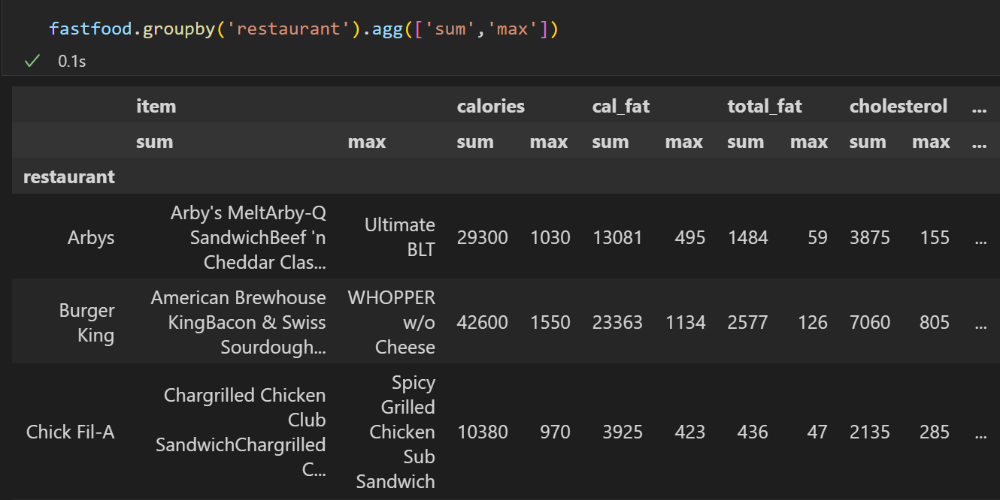 fastfood.groupby('restaurant').agg(['sum','max'])
0.1s
item calories cal_fat total_fat cholesterol ...
sum max sum max sum max sum max sum max ...
restaurant
Arbys Arby's MeltArby-Q SandwichBeef 'n Cheddar Clas... Ultimate BLT 29300 1030 13081 495 1484 59 3875 155 ...
Burger King American Brewhouse KingBacon & Swiss Sourdough... WHOPPER w/o Cheese 42600 1550 23363 1134 2577 126 7060 805 ...
Chick Fil-A Chargrilled Chicken Club SandwichChargrilled C... Spicy Grilled Chicken Sub Sandwich 10380 970 3925 423 436 47 2135 285 ...